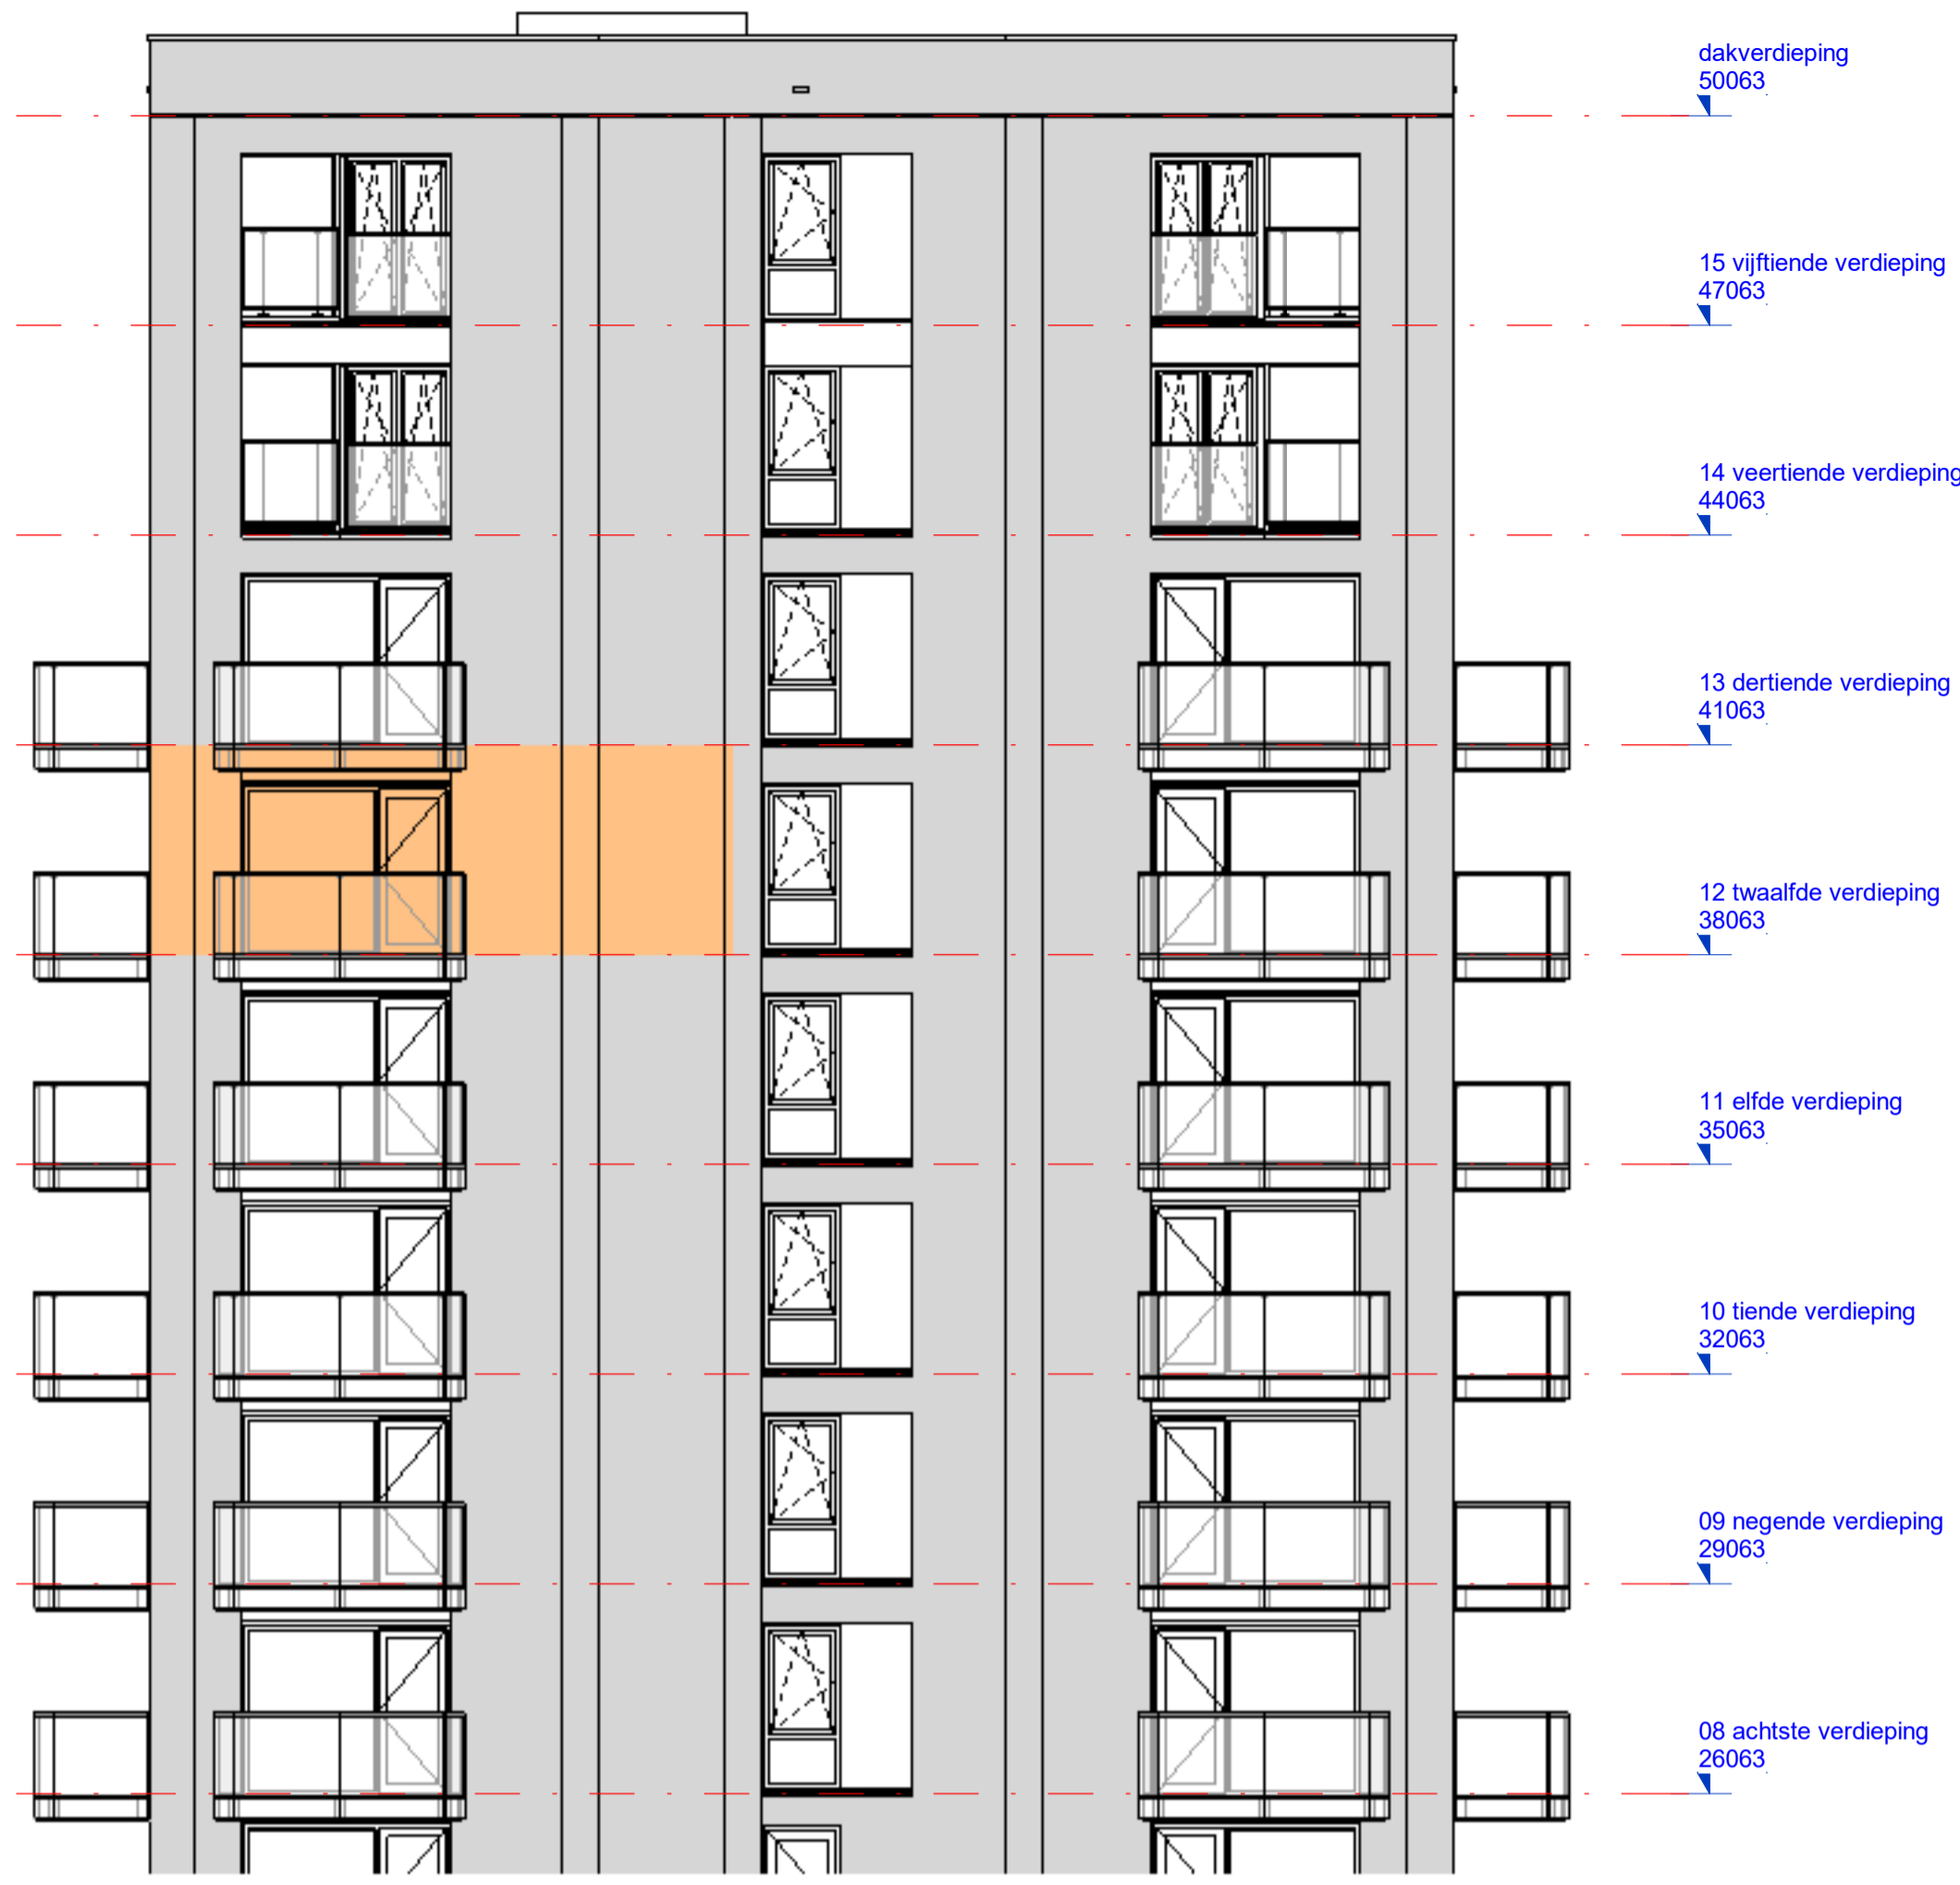 dakverdieping
50063
15 vijftiende verdieping
47063
14 veertiende verdieping
44063
13 dertiende verdieping
41063
12 twaalfde verdieping
38063
11 elfde verdieping
35063
10 tiende verdieping
32063
09 negende verdieping
29063
08 achtste verdieping
26063